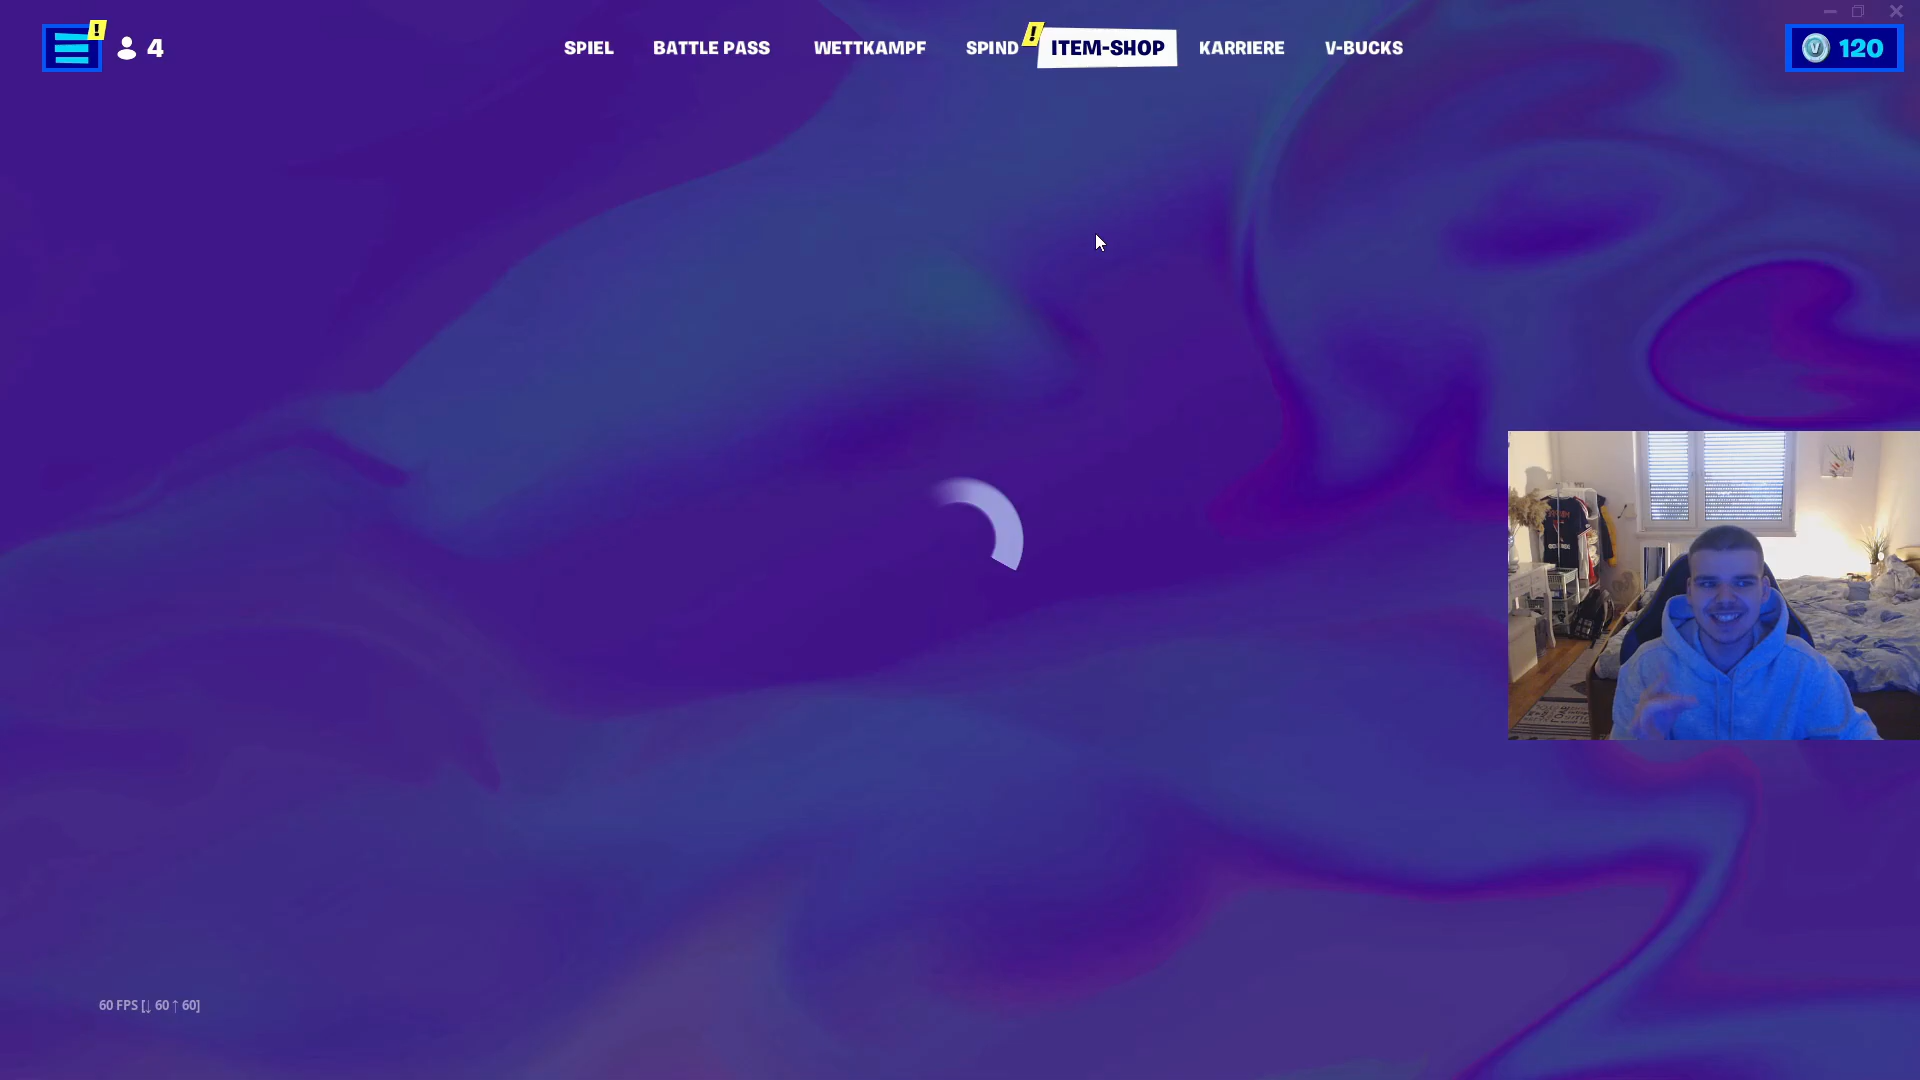 ! 4 SPIEL BATTLE PASS WETTKAMPF SPIND ! ITEM-SHOP KARRIERE V-BUCKS V 120
60 FPS [↓ 60 ↑ 60]